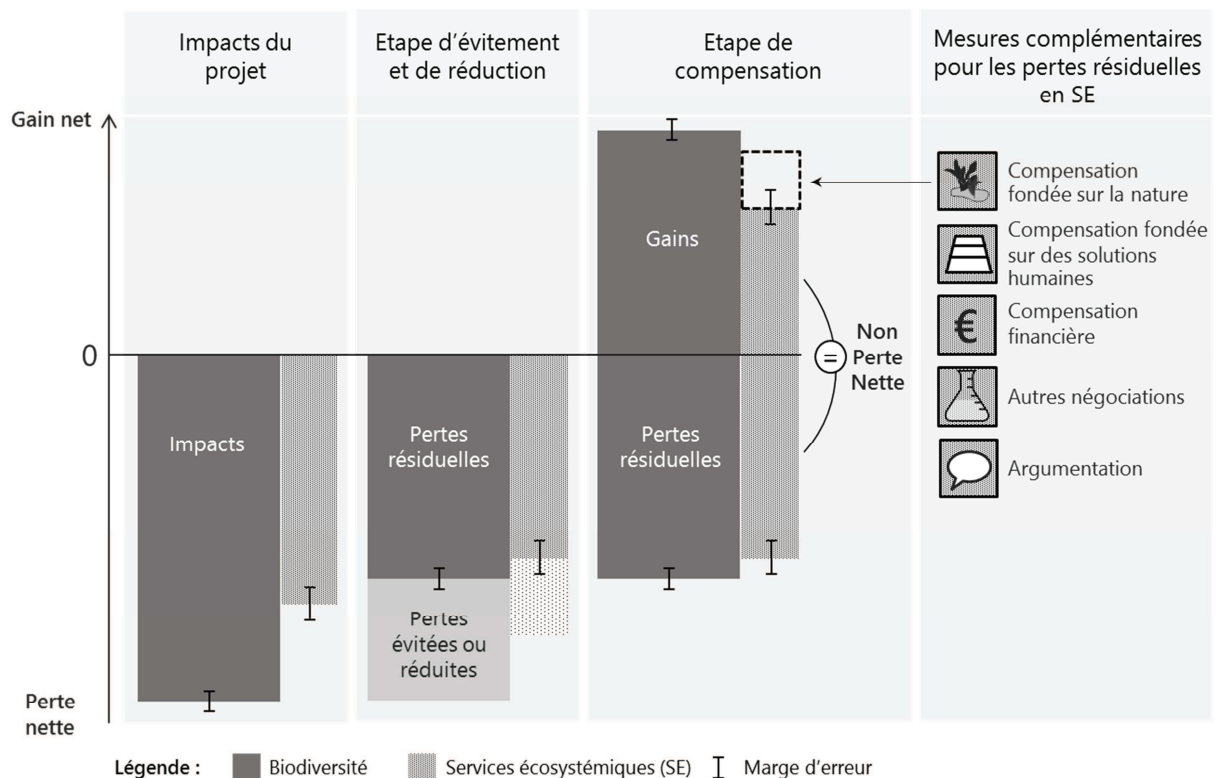 Impacts du
projet
Etape d'évitement
et de réduction
Etape de
compensation
Mesures complémentaires
pour les pertes résiduelles
en SE
Gain net
0
Perte
nette
Impacts
Pertes
résiduelles
Pertes
évitées ou
réduites
Gains
Pertes
résiduelles
=
Non
Perte
Nette
Compensation
fondée sur la nature
Compensation fondée
sur des solutions
humaines
€
Compensation
financière
Autres négociations
Argumentation
Légende :
Biodiversité
Services écosystémiques (SE)
Marge d'erreur